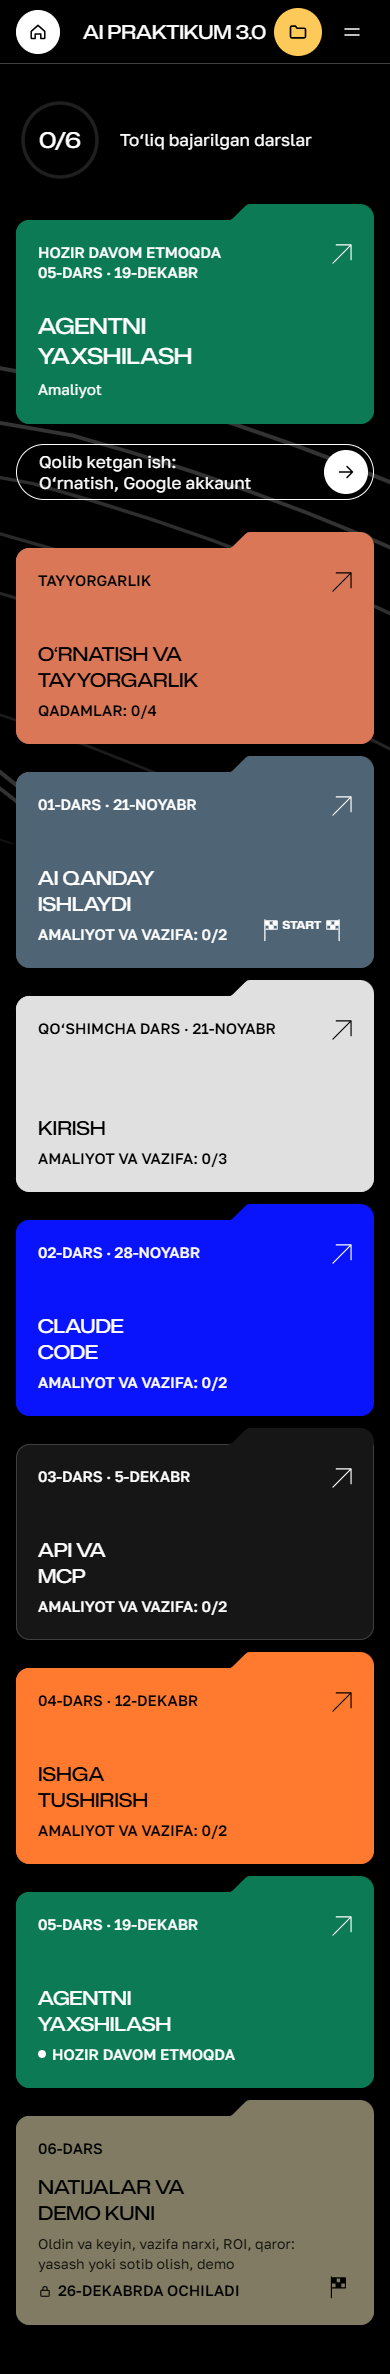 AI PRAKTIKUM 3.0
0/6
Toʻliq bajarilgan darslar
HOZIR DAVOM ETMOQDA
05-DARS · 19-DEKABR
AGENTNI
YAXSHILASH
Amaliyot
Qolib ketgan ish:
Oʻrnatish, Google akkaunt
TAYYORGARLIK
OʻRNATISH VA
TAYYORGARLIK
QADAMLAR: 0/4
01-DARS · 21-NOYABR
AI QANDAY
ISHLAYDI
AMALIYOT VA VAZIFA: 0/2
START
QOʻSHIMCHA DARS · 21-NOYABR
KIRISH
AMALIYOT VA VAZIFA: 0/3
02-DARS · 28-NOYABR
CLAUDE
CODE
AMALIYOT VA VAZIFA: 0/2
03-DARS · 5-DEKABR
API VA
MCP
AMALIYOT VA VAZIFA: 0/2
04-DARS · 12-DEKABR
ISHGA
TUSHIRISH
AMALIYOT VA VAZIFA: 0/2
05-DARS · 19-DEKABR
AGENTNI
YAXSHILASH
HOZIR DAVOM ETMOQDA
06-DARS
NATIJALAR VA
DEMO KUNI
Oldin va keyin, vazifa narxi, ROI, qaror:
yasash yoki sotib olish, demo
26-DEKABRDA OCHILADI